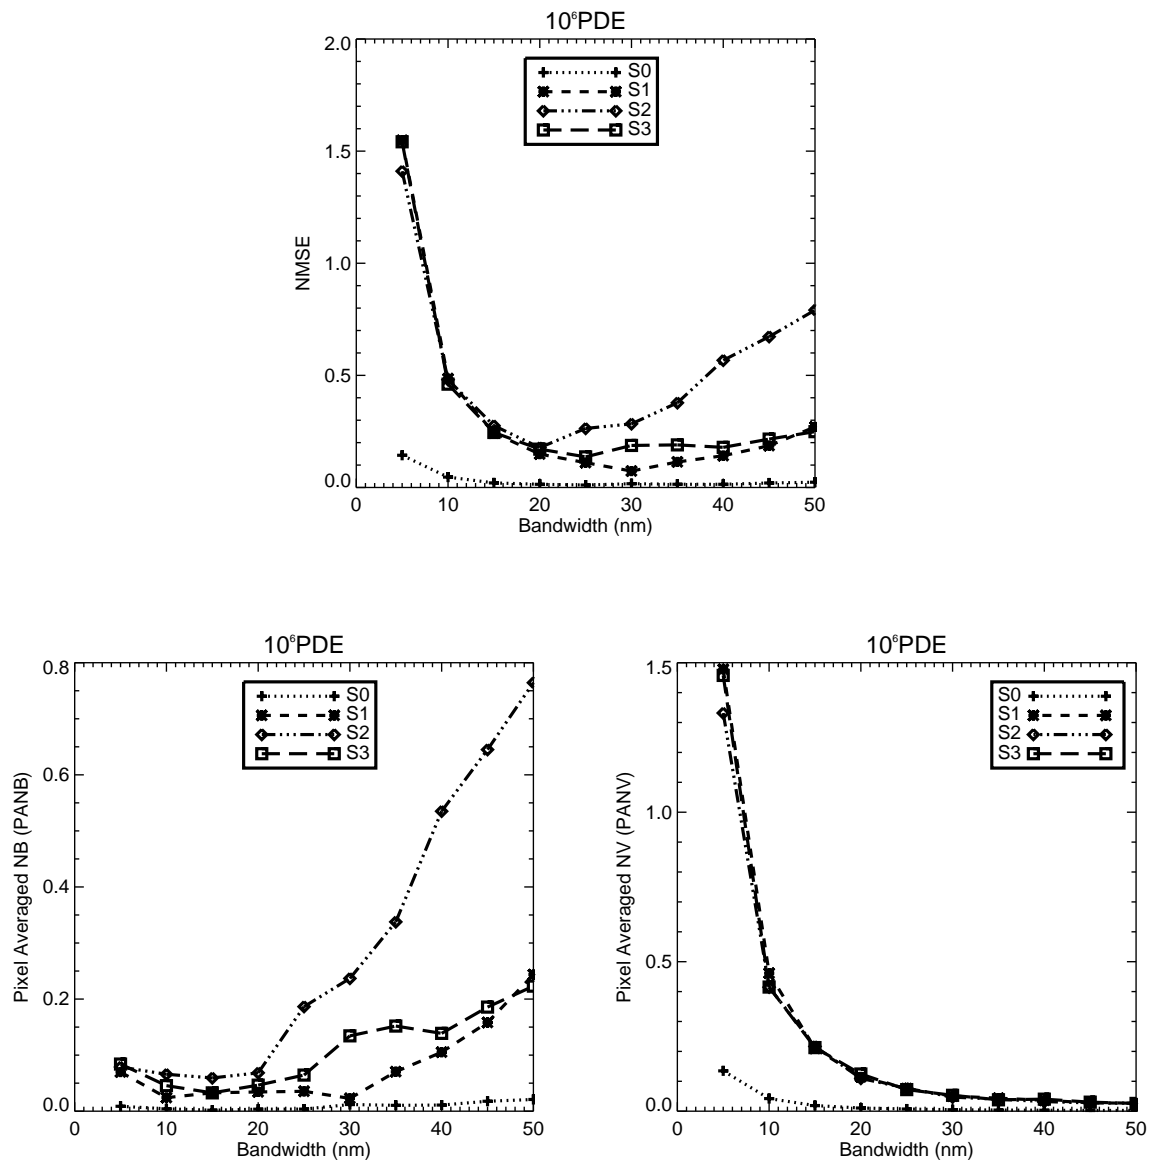 10⁶PDE
2.0
1.5
1.0
0.5
0.0
NMSE
S0
S1
S2
S3
0 10 20 30 40 50
Bandwidth (nm)
10⁶PDE
0.8
0.6
0.4
0.2
0.0
Pixel Averaged NB (PANB)
S0
S1
S2
S3
0 10 20 30 40 50
Bandwidth (nm)
10⁶PDE
1.5
1.0
0.5
0.0
Pixel Averaged NV (PANV)
S0
S1
S2
S3
0 10 20 30 40 50
Bandwidth (nm)